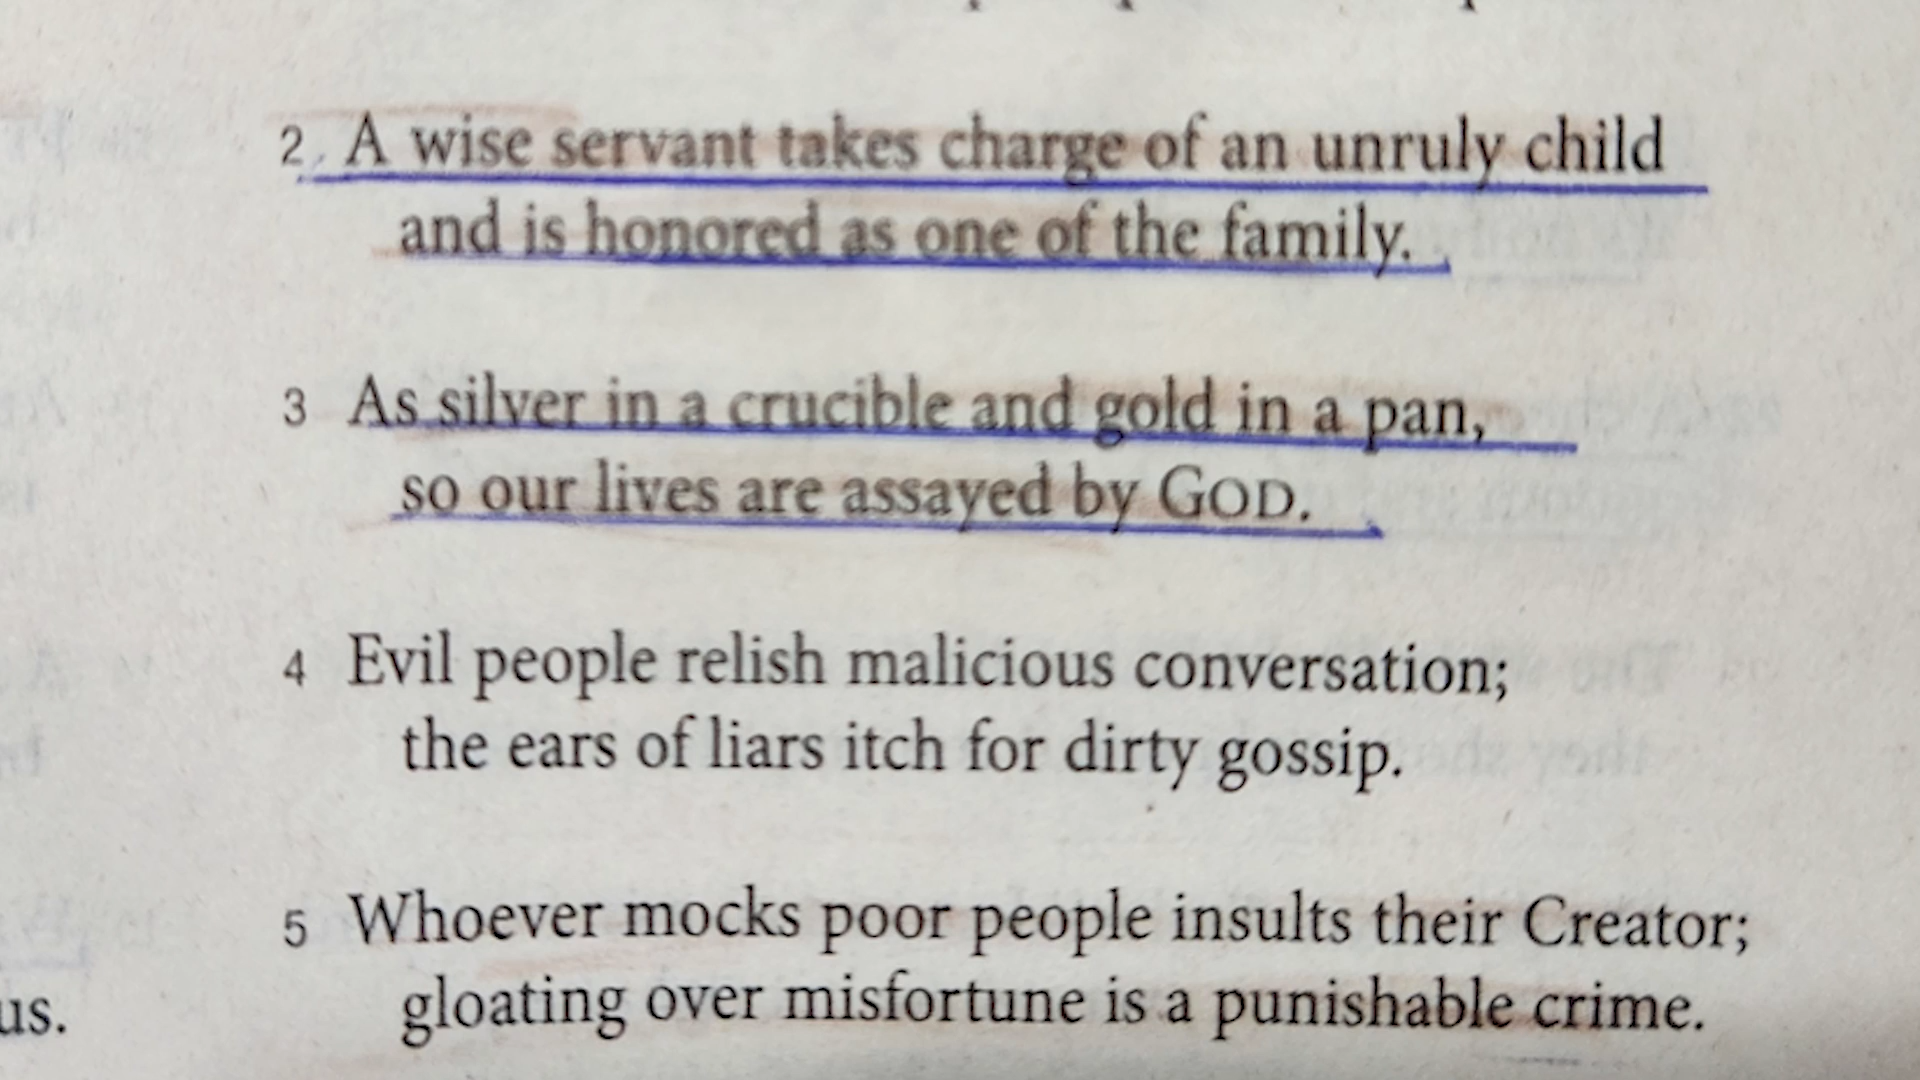 2 A wise servant takes charge of an unruly child
and is honored as one of the family.
3 As silver in a crucible and gold in a pan,
so our lives are assayed by GOD.
4 Evil people relish malicious conversation;
the ears of liars itch for dirty gossip.
5 Whoever mocks poor people insults their Creator;
us. gloating over misfortune is a punishable crime.